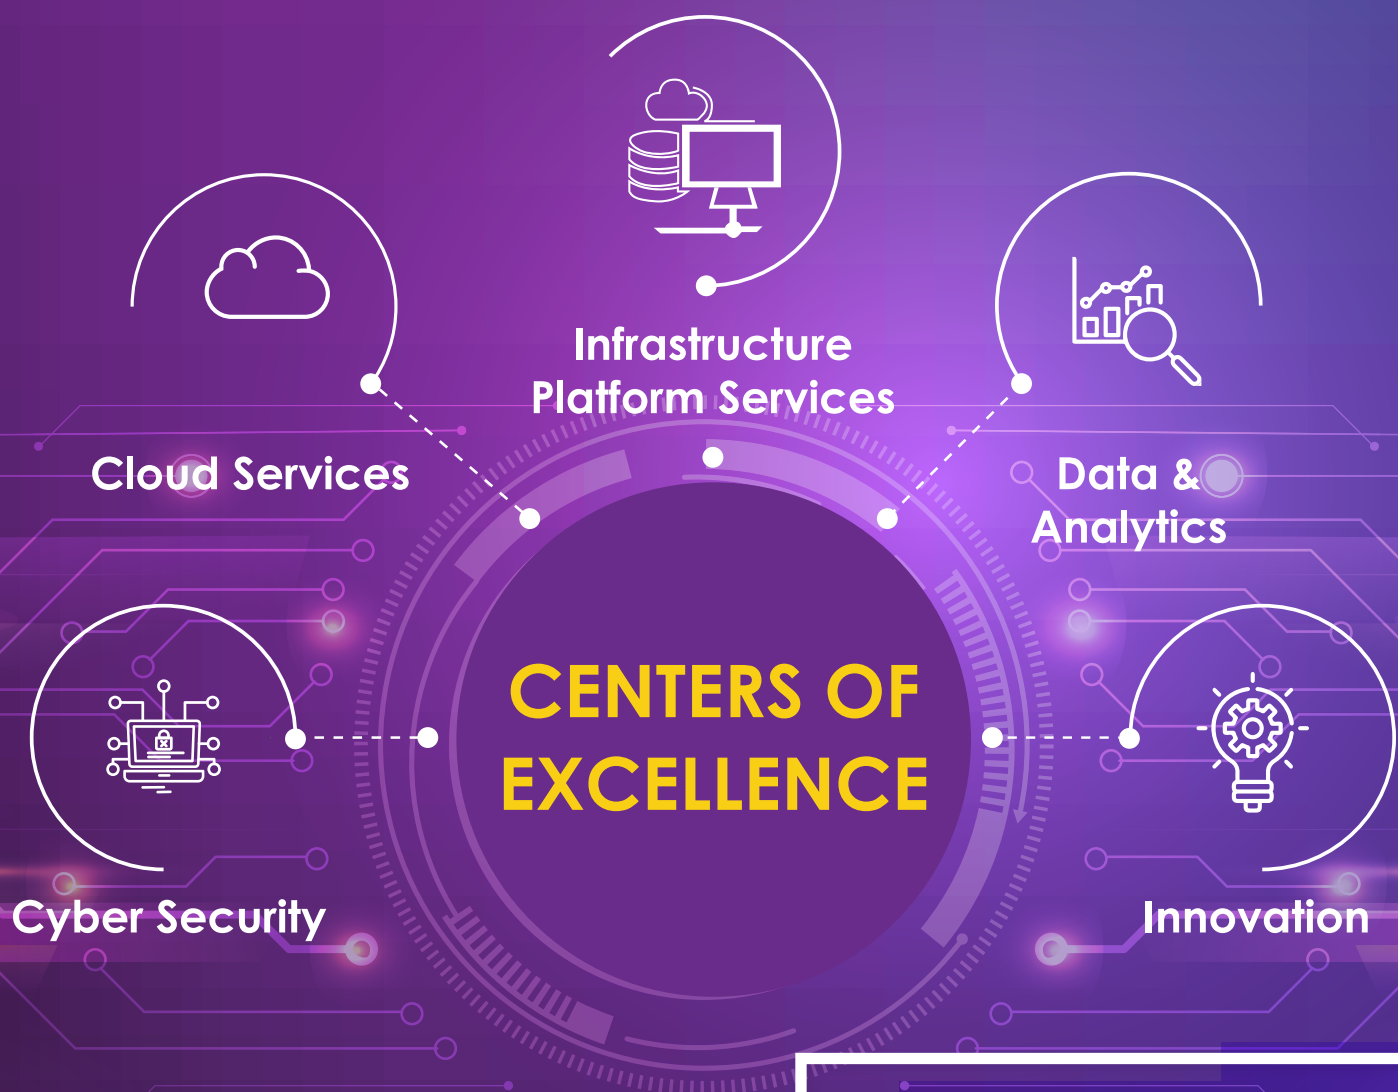 Infrastructure
Platform Services
Cloud Services
Data &
Analytics
CENTERS OF
EXCELLENCE
Cyber Security
Innovation